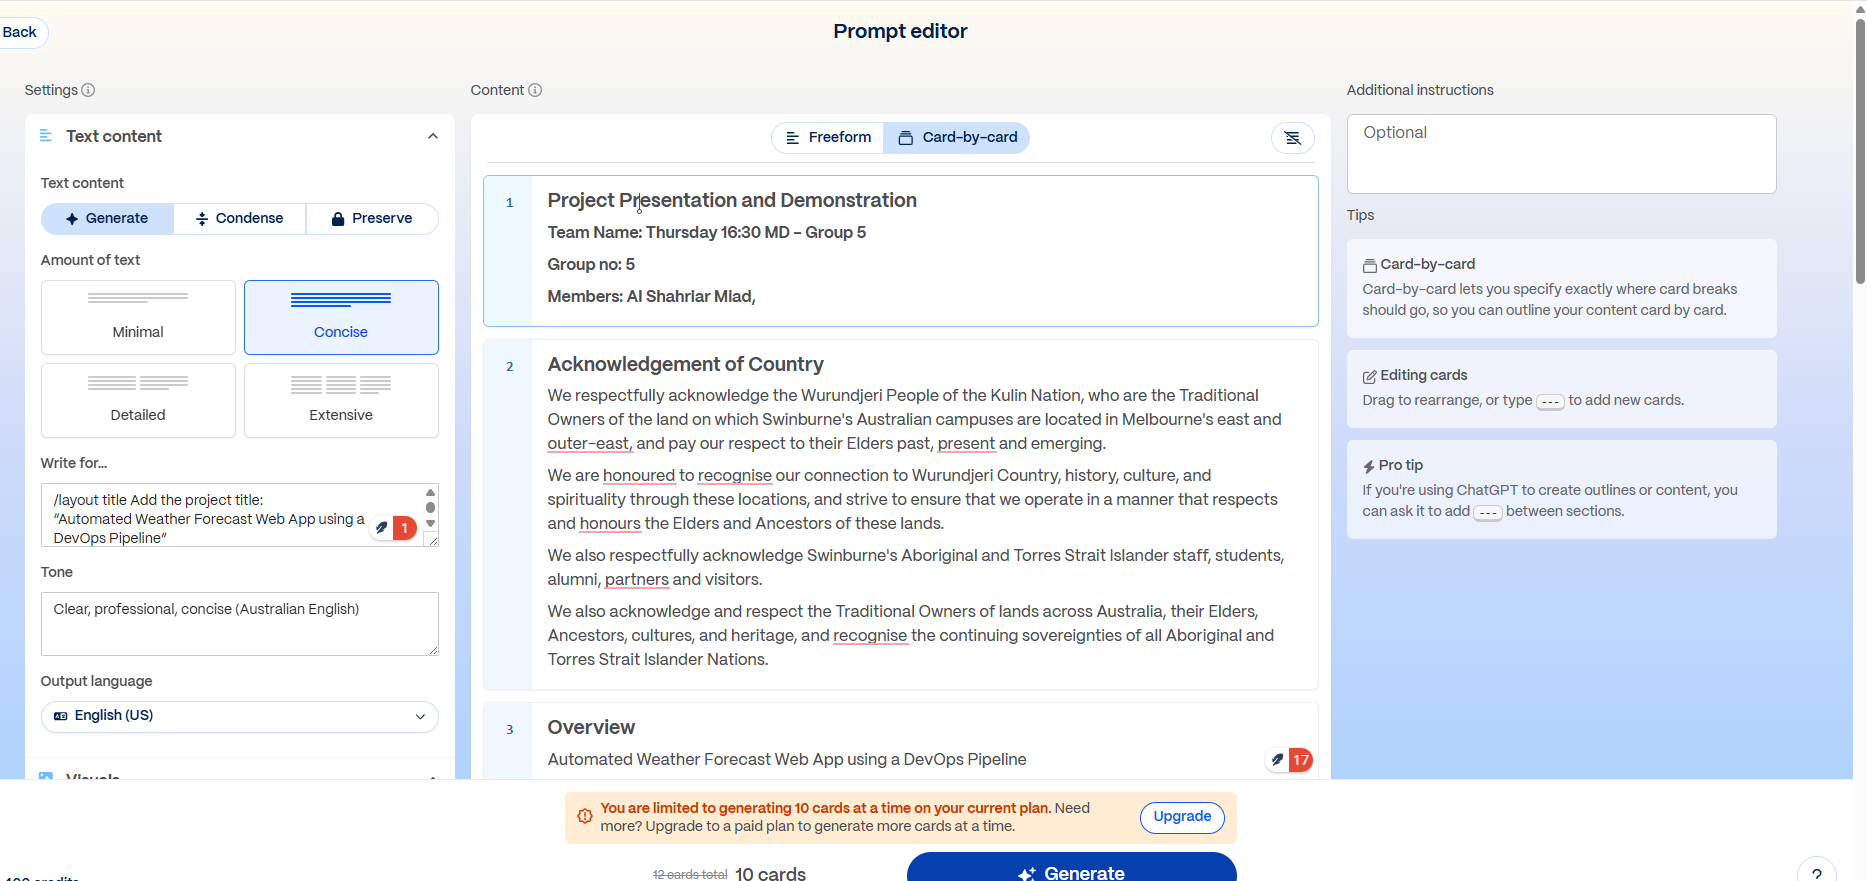 Back
Prompt editor
Settings
Text content
Text content
Generate
Condense
Preserve
Amount of text
Minimal
Concise
Detailed
Extensive
Write for...
/layout title Add the project title:
"Automated Weather Forecast Web App using a
DevOps Pipeline"
1
Tone
Clear, professional, concise (Australian English)
Output language
English (US)
Visuals
Content
Freeform
Card-by-card
1
Project Presentation and Demonstration
Team Name: Thursday 16:30 MD – Group 5
Group no: 5
Members: Al Shahriar Miad,
2
Acknowledgement of Country
We respectfully acknowledge the Wurundjeri People of the Kulin Nation, who are the Traditional
Owners of the land on which Swinburne's Australian campuses are located in Melbourne's east and
outer-east, and pay our respect to their Elders past, present and emerging.
We are honoured to recognise our connection to Wurundjeri Country, history, culture, and
spirituality through these locations, and strive to ensure that we operate in a manner that respects
and honours the Elders and Ancestors of these lands.
We also respectfully acknowledge Swinburne's Aboriginal and Torres Strait Islander staff, students,
alumni, partners and visitors.
We also acknowledge and respect the Traditional Owners of lands across Australia, their Elders,
Ancestors, cultures, and heritage, and recognise the continuing sovereignties of all Aboriginal and
Torres Strait Islander Nations.
3
Overview
Automated Weather Forecast Web App using a DevOps Pipeline
17
Additional instructions
Optional
Tips
Card-by-card
Card-by-card lets you specify exactly where card breaks
should go, so you can outline your content card by card.
Editing cards
Drag to rearrange, or type --- to add new cards.
Pro tip
If you're using ChatGPT to create outlines or content, you
can ask it to add --- between sections.
You are limited to generating 10 cards at a time on your current plan. Need
more? Upgrade to a paid plan to generate more cards at a time.
Upgrade
12 cards total 10 cards
Generate
?